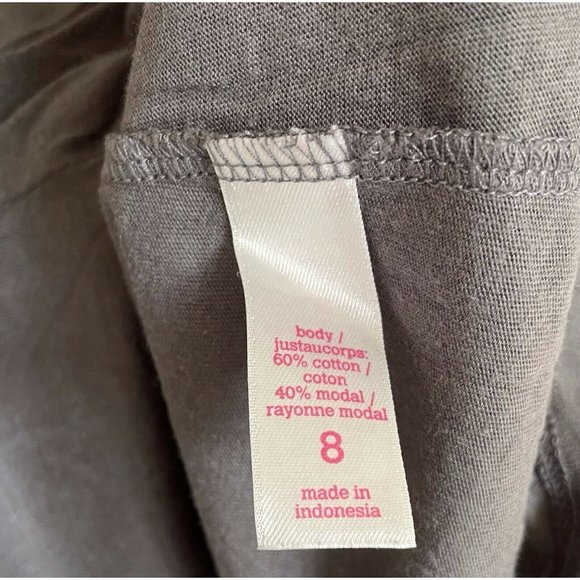 body /
justaucorps:
60% cotton /
coton
40% modal /
rayonne modal
8
made in
indonesia